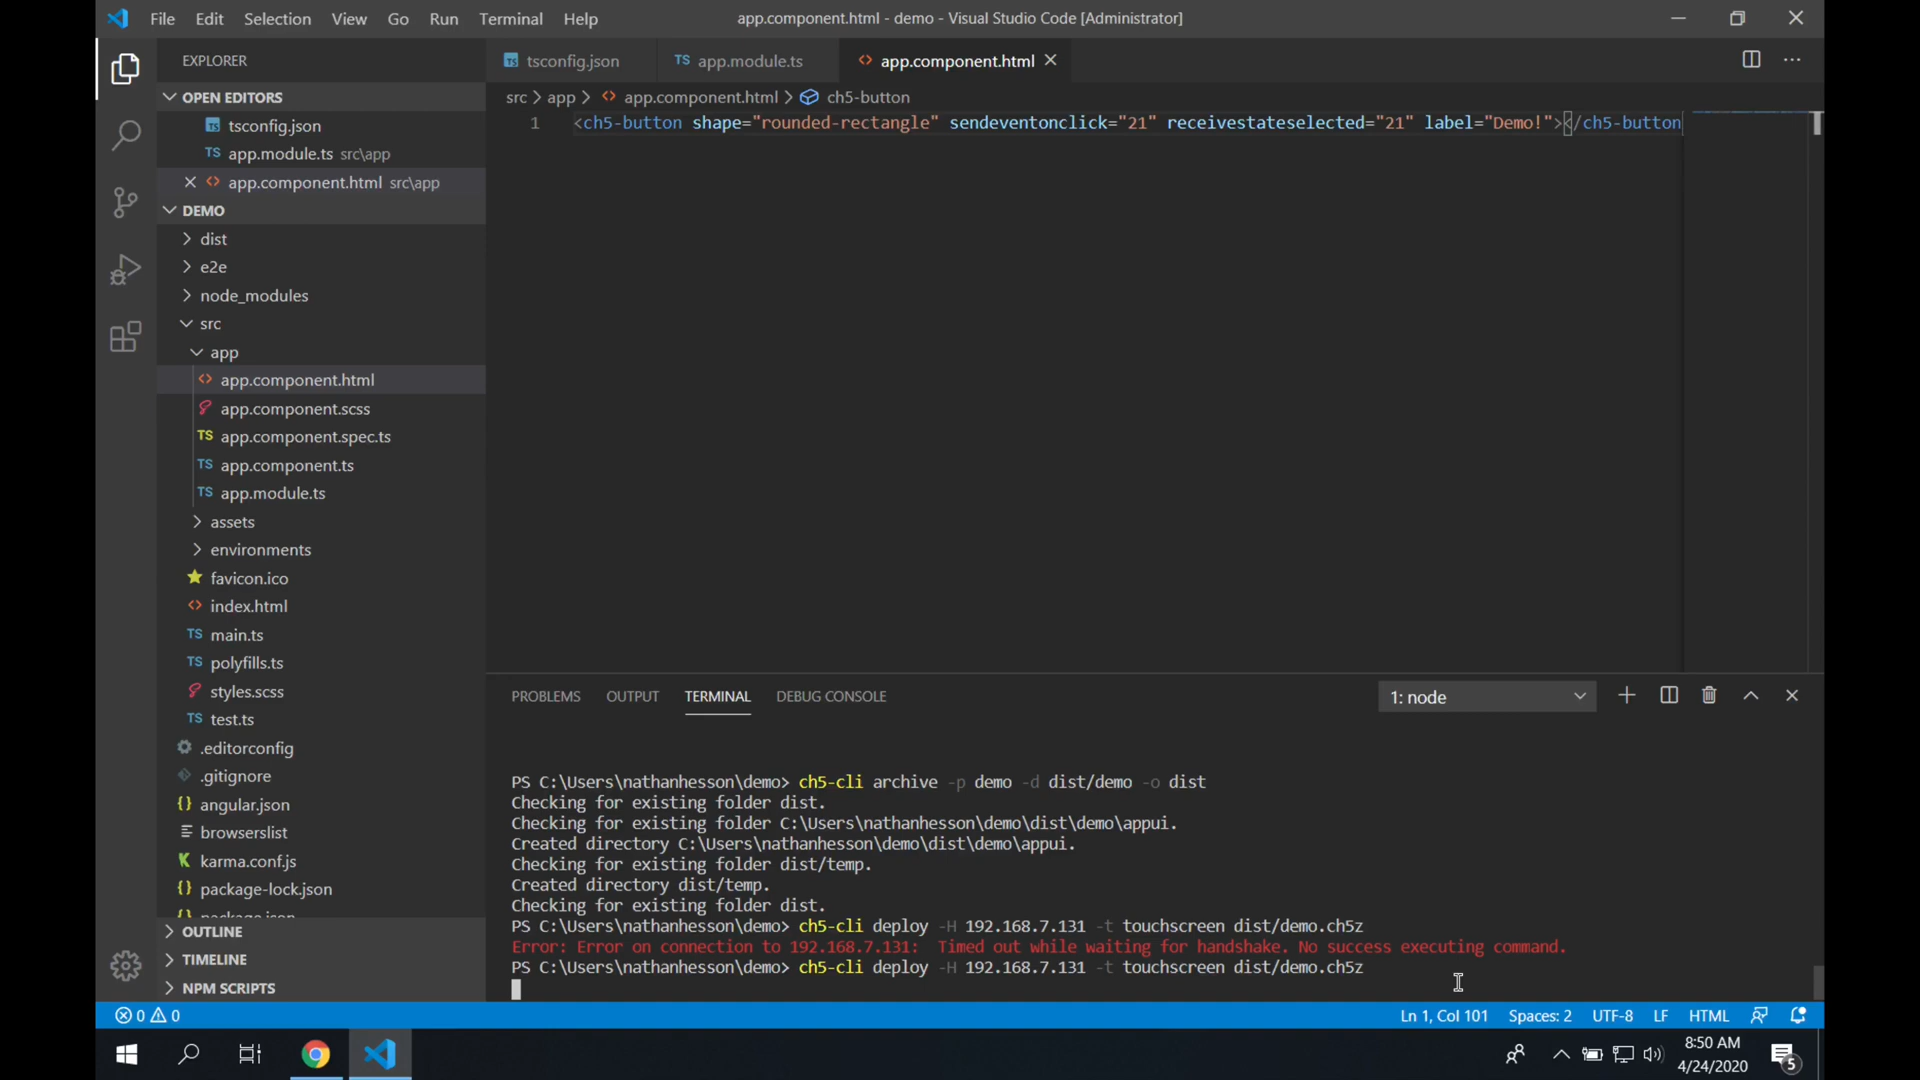 File Edit Selection View Go Run Terminal Help
app.component.html - demo - Visual Studio Code [Administrator]
EXPLORER
tsconfig.json
TS app.module.ts
app.component.html
OPEN EDITORS
src > app > app.component.html > ch5-button
tsconfig.json
1 <ch5-button shape="rounded-rectangle" sendeventonclick="21" receivestateselected="21" label="Demo!"></ch5-button
TS app.module.ts src\app
app.component.html src\app
DEMO
dist
e2e
node_modules
src
app
app.component.html
app.component.scss
TS app.component.spec.ts
TS app.component.ts
TS app.module.ts
assets
environments
favicon.ico
index.html
TS main.ts
TS polyfills.ts
styles.scss
TS test.ts
.editorconfig
.gitignore
{} angular.json
browserslist
K karma.conf.js
{} package-lock.json
{} package.json
OUTLINE
TIMELINE
NPM SCRIPTS
PROBLEMS OUTPUT TERMINAL DEBUG CONSOLE
1: node
PS C:\Users\nathanhesson\demo> ch5-cli archive -p demo -d dist/demo -o dist
Checking for existing folder dist.
Checking for existing folder C:\Users\nathanhesson\demo\dist\demo\appui.
Created directory C:\Users\nathanhesson\demo\dist\demo\appui.
Checking for existing folder dist/temp.
Created directory dist/temp.
Checking for existing folder dist.
PS C:\Users\nathanhesson\demo> ch5-cli deploy -H 192.168.7.131 -t touchscreen dist/demo.ch5z
Error: Error on connection to 192.168.7.131:  Timed out while waiting for handshake. No success executing command.
PS C:\Users\nathanhesson\demo> ch5-cli deploy -H 192.168.7.131 -t touchscreen dist/demo.ch5z
0 0
Ln 1, Col 101 Spaces: 2 UTF-8 LF HTML
8:50 AM
4/24/2020
5